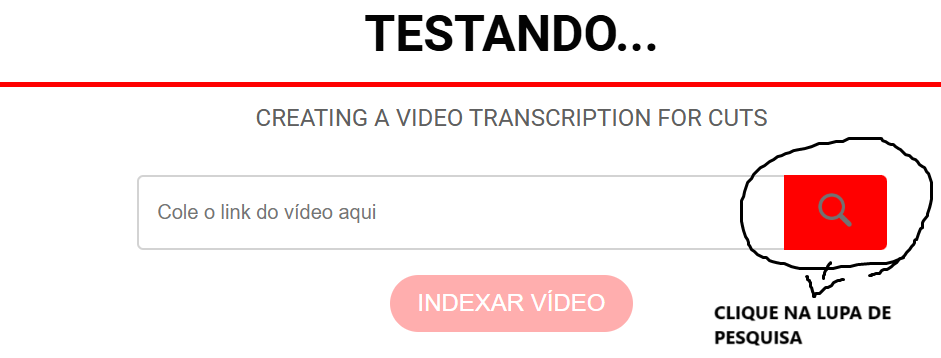 TESTANDO...
CREATING A VIDEO TRANSCRIPTION FOR CUTS
Cole o link do vídeo aqui
INDEXAR VÍDEO
CLIQUE NA LUPA DE
PESQUISA